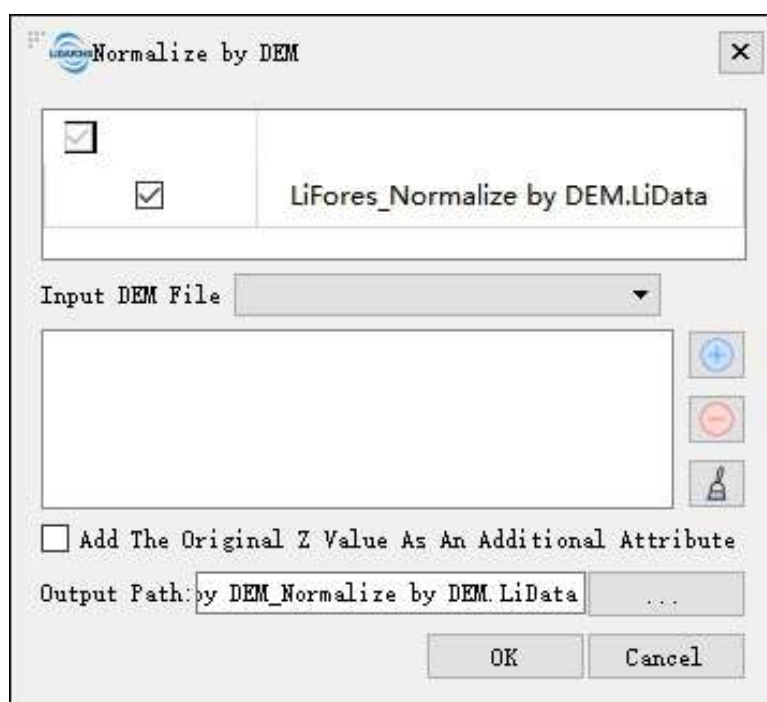 Normalize by DEM
LiFores_Normalize by DEM.LiData
Input DEM File
Add The Original Z Value As An Additional Attribute
Output Path: by DEM_Normalize by DEM.LiData ...
OK Cancel